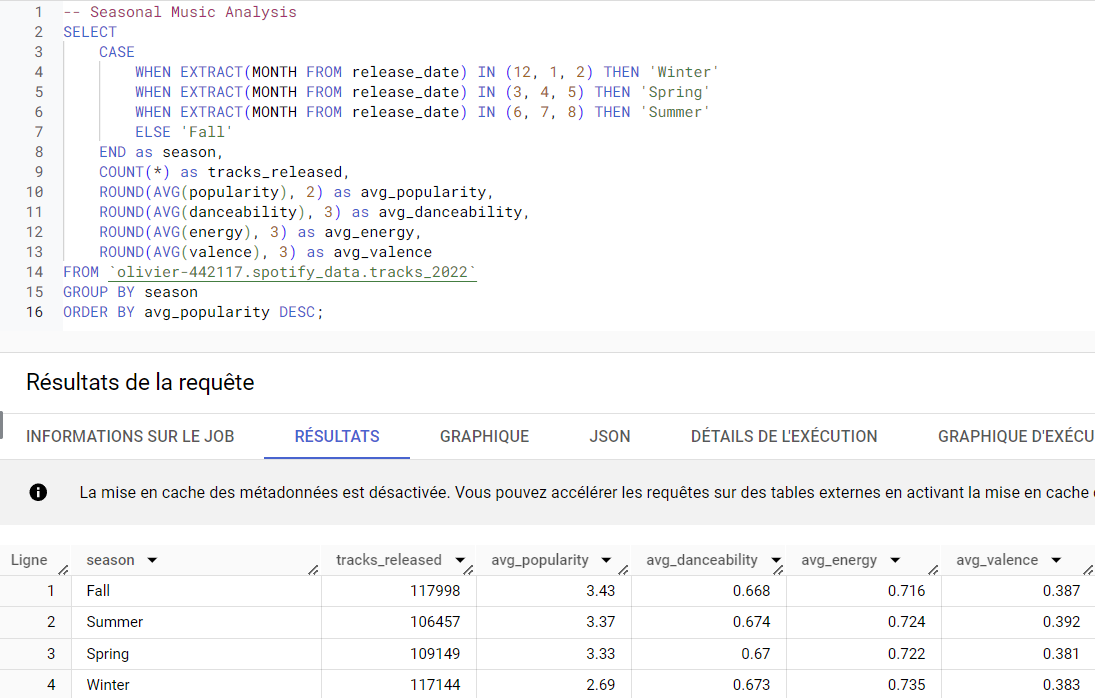 1 -- Seasonal Music Analysis
2 SELECT
3 CASE
4 WHEN EXTRACT(MONTH FROM release_date) IN (12, 1, 2) THEN 'Winter'
5 WHEN EXTRACT(MONTH FROM release_date) IN (3, 4, 5) THEN 'Spring'
6 WHEN EXTRACT(MONTH FROM release_date) IN (6, 7, 8) THEN 'Summer'
7 ELSE 'Fall'
8 END as season,
9 COUNT(*) as tracks_released,
10 ROUND(AVG(popularity), 2) as avg_popularity,
11 ROUND(AVG(danceability), 3) as avg_danceability,
12 ROUND(AVG(energy), 3) as avg_energy,
13 ROUND(AVG(valence), 3) as avg_valence
14 FROM `olivier-442117.spotify_data.tracks_2022`
15 GROUP BY season
16 ORDER BY avg_popularity DESC;
Résultats de la requête
INFORMATIONS SUR LE JOB RÉSULTATS GRAPHIQUE JSON DÉTAILS DE L'EXÉCUTION GRAPHIQUE D'EXÉCU
La mise en cache des métadonnées est désactivée. Vous pouvez accélérer les requêtes sur des tables externes en activant la mise en cache
Ligne season tracks_released avg_popularity avg_danceability avg_energy avg_valence
1 Fall 117998 3.43 0.668 0.716 0.387
2 Summer 106457 3.37 0.674 0.724 0.392
3 Spring 109149 3.33 0.67 0.722 0.381
4 Winter 117144 2.69 0.673 0.735 0.383